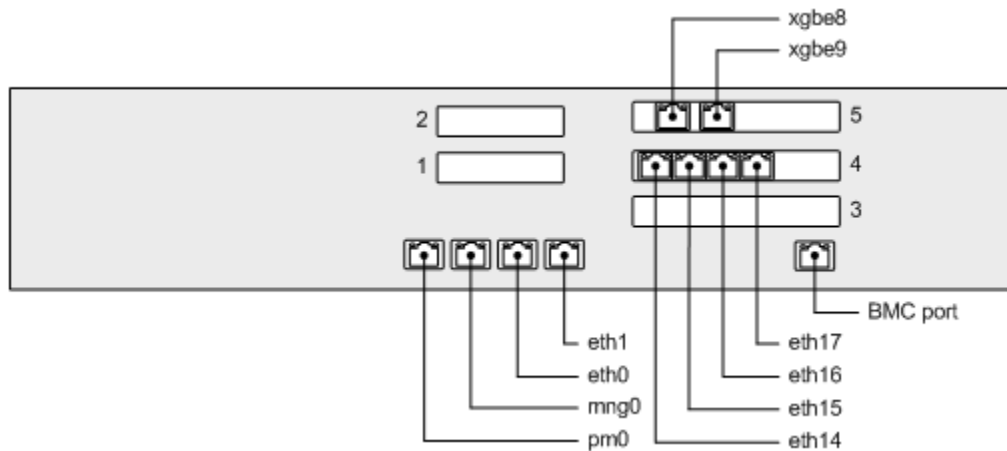 xgbe8
xgbe9
2
5
1
4
3
BMC port
eth1
eth17
eth0
eth16
mng0
eth15
pm0
eth14